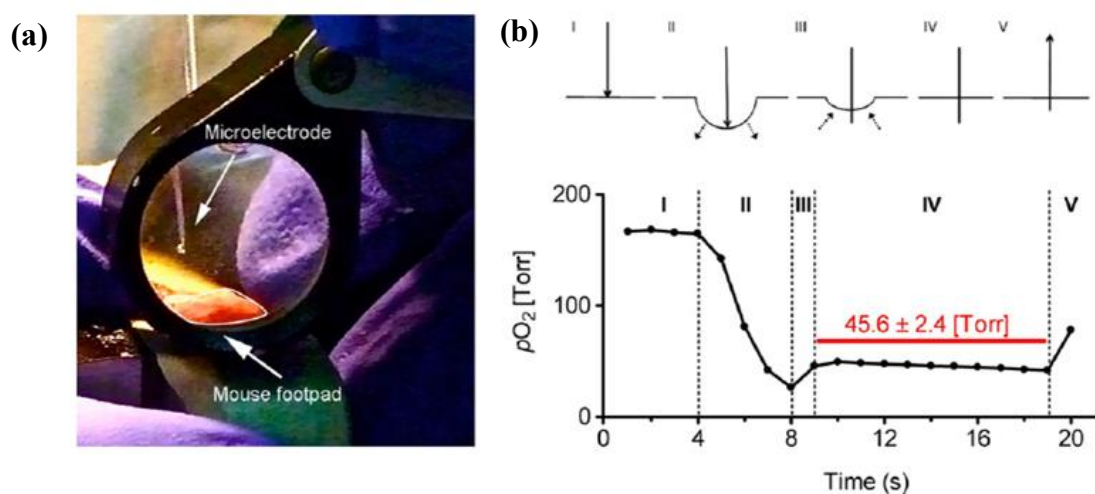 (a)
Microelectrode
Mouse footpad
(b)
I II III IV V
pO₂ [Torr]
200
100
0
I II III IV V
45.6 ± 2.4 [Torr]
0 4 8 12 16 20
Time (s)